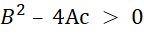 B² – 4Ac > 0